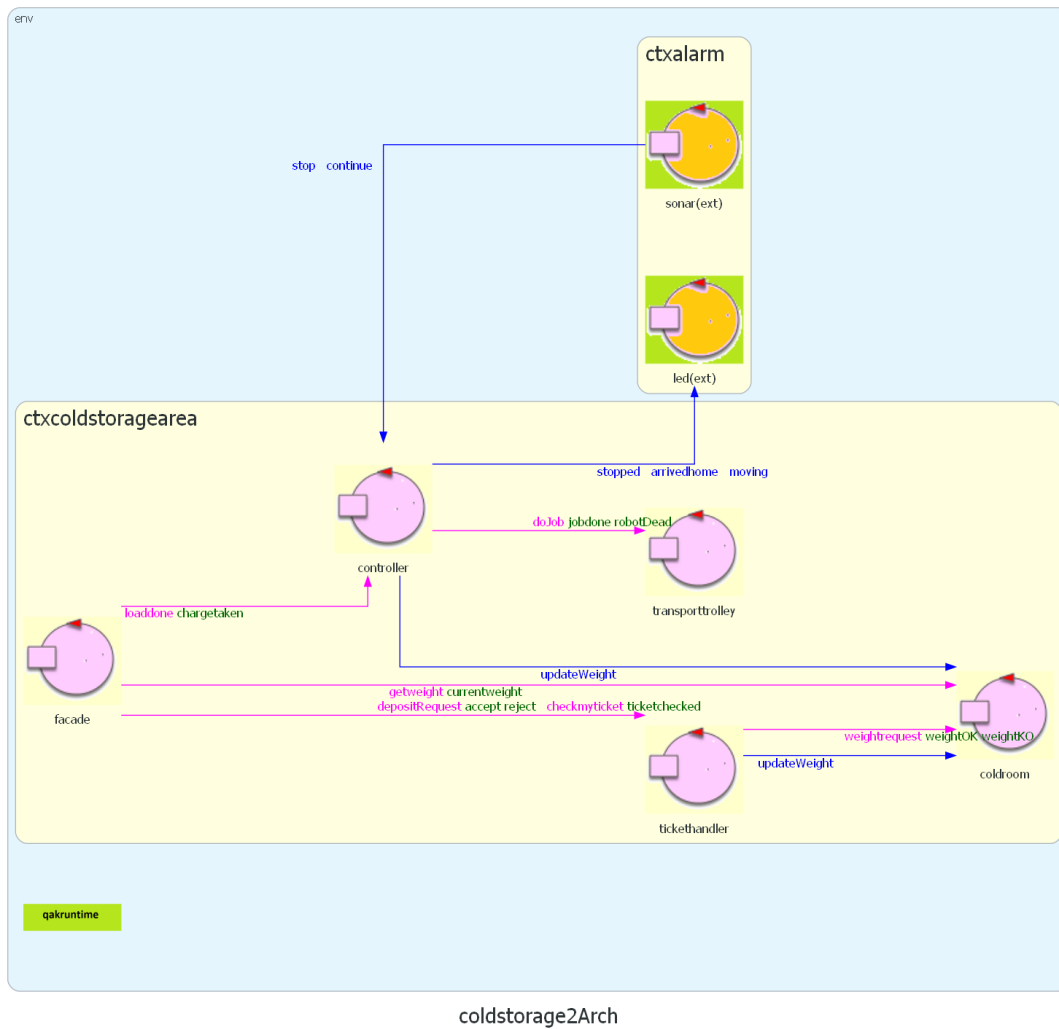 env
ctxalarm
stop continue
sonar(ext)
led(ext)
ctxcoldstoragearea
stopped arrivedhome moving
doJob jobdone robotDead
controller
transporttrolley
loaddone chargetaken
updateWeight
getweight currentweight
depositRequest accept reject checkmyticket ticketchecked
facade
weightrequest weightOK weightKO
updateWeight
coldroom
tickethandler
qakruntime
coldstorage2Arch